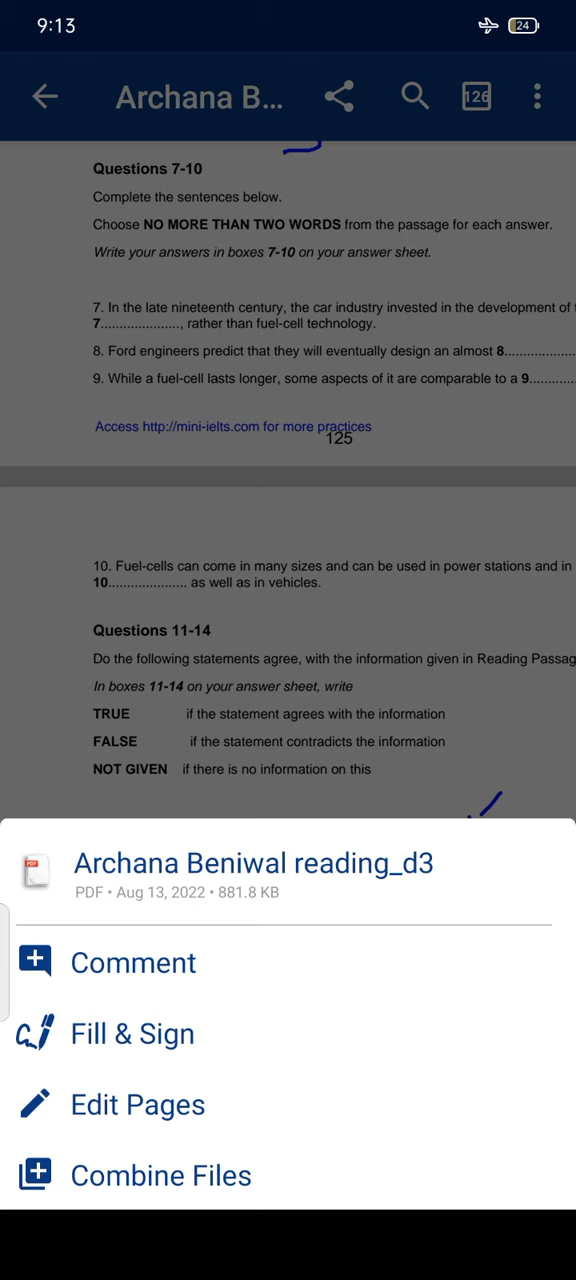 9:13
24
Archana B...
126
Questions 7-10
Complete the sentences below.
Choose NO MORE THAN TWO WORDS from the passage for each answer.
Write your answers in boxes 7-10 on your answer sheet.
7. In the late nineteenth century, the car industry invested in the development of
7....................., rather than fuel-cell technology.
8. Ford engineers predict that they will eventually design an almost 8...............
9. While a fuel-cell lasts longer, some aspects of it are comparable to a 9..........
Access http://mini-ielts.com for more practices
125
10. Fuel-cells can come in many sizes and can be used in power stations and in
10.................... as well as in vehicles.
Questions 11-14
Do the following statements agree, with the information given in Reading Passag
In boxes 11-14 on your answer sheet, write
TRUE if the statement agrees with the information
FALSE if the statement contradicts the information
NOT GIVEN if there is no information on this
PDF
Archana Beniwal reading_d3
PDF • Aug 13, 2022 • 881.8 KB
Comment
Fill & Sign
Edit Pages
Combine Files